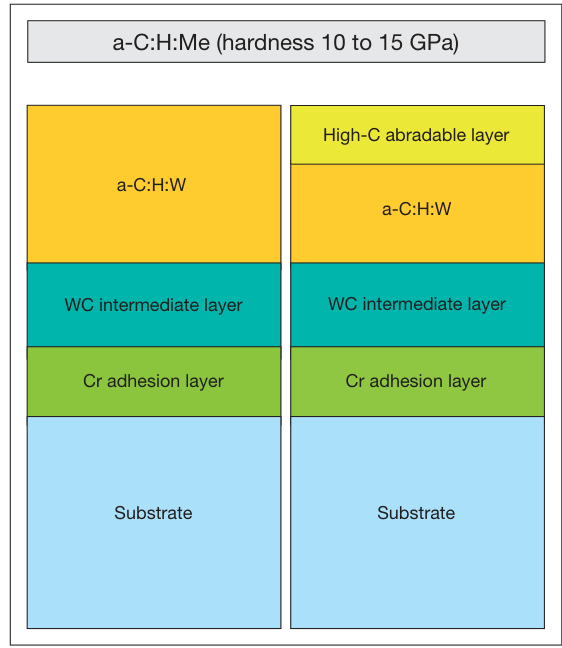 a-C:H:Me (hardness 10 to 15 GPa)
a-C:H:W
WC intermediate layer
Cr adhesion layer
Substrate
High-C abradable layer
a-C:H:W
WC intermediate layer
Cr adhesion layer
Substrate